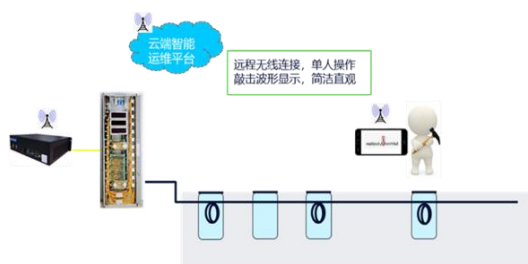 云端智能
运维平台
远程无线连接，单人操作
敲击波形显示，简洁直观